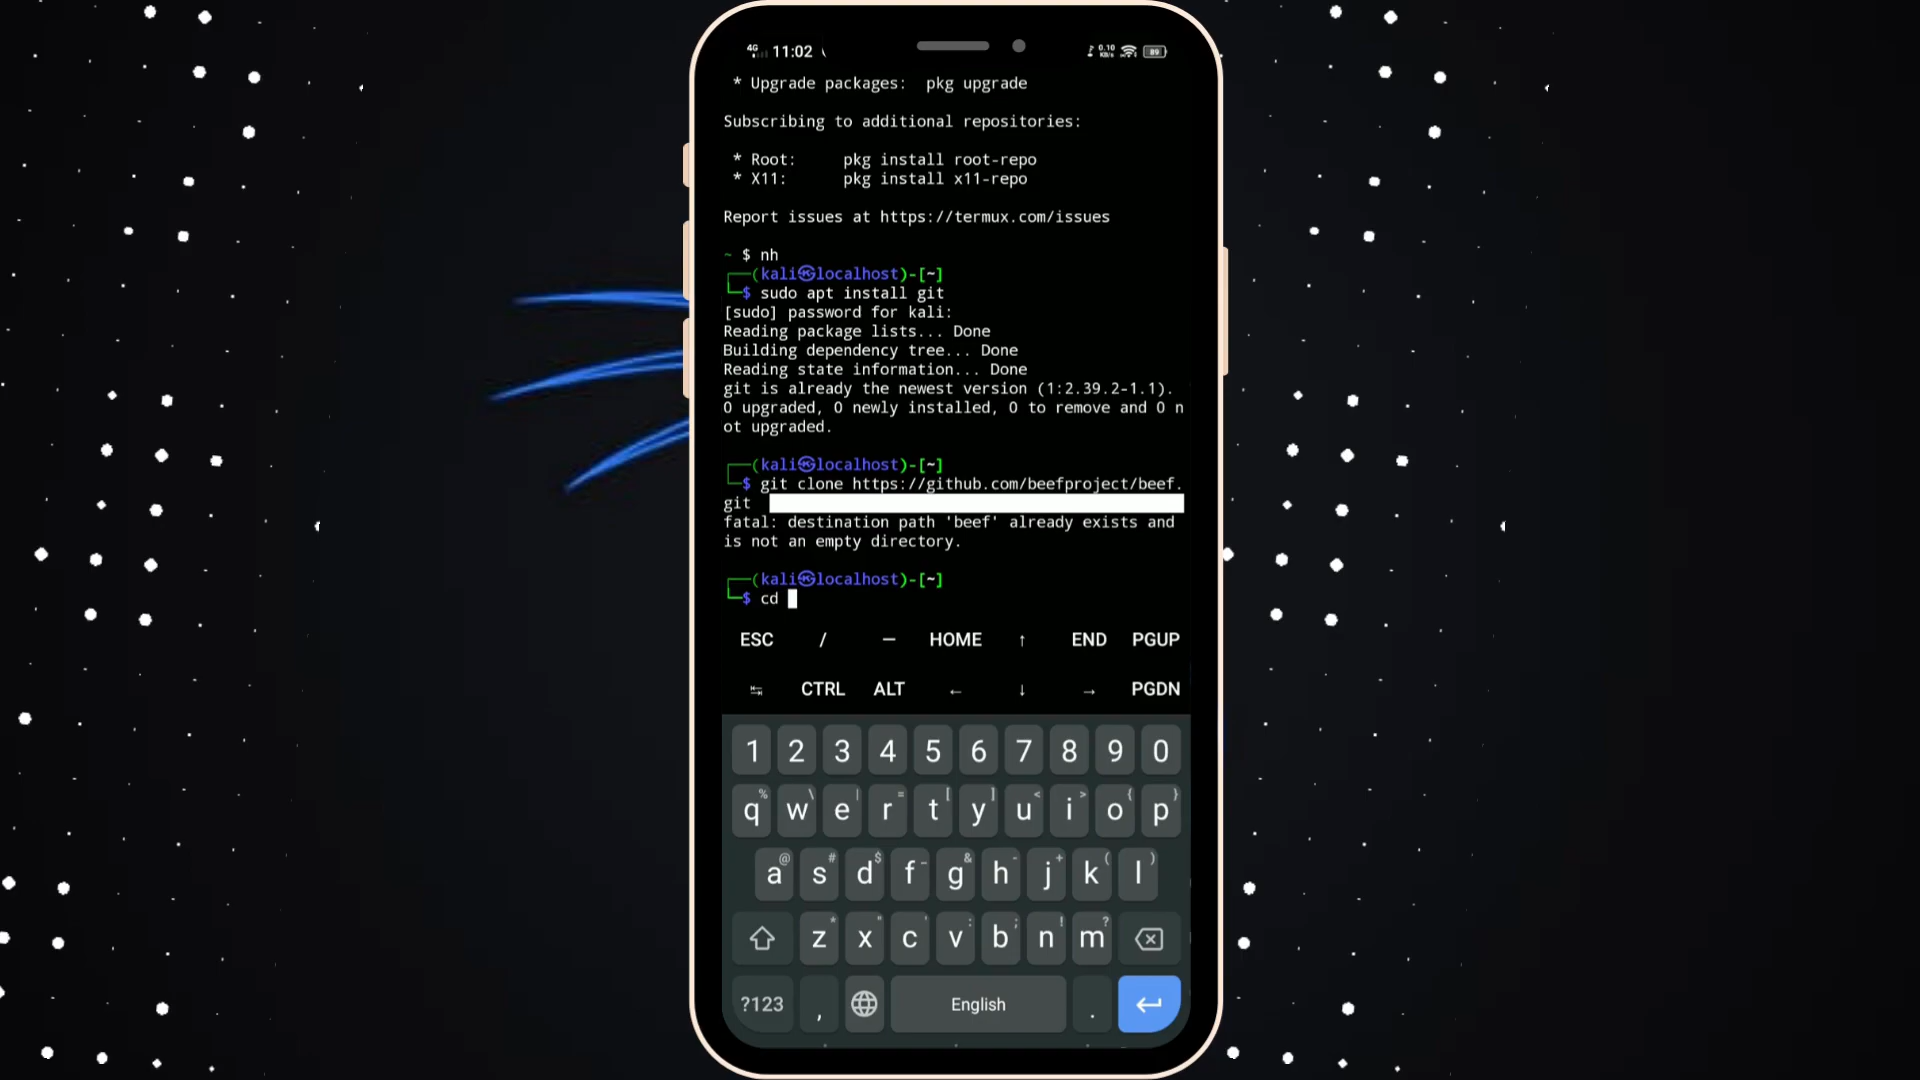 4G 11:02 0.10 KB/s 89
* Upgrade packages:  pkg upgrade
Subscribing to additional repositories:
* Root:     pkg install root-repo
* X11:      pkg install x11-repo
Report issues at https://termux.com/issues
~ $ nh
(kali㉿localhost)-[~]
$ sudo apt install git
[sudo] password for kali:
Reading package lists... Done
Building dependency tree... Done
Reading state information... Done
git is already the newest version (1:2.39.2-1.1).
0 upgraded, 0 newly installed, 0 to remove and 0 n
ot upgraded.
(kali㉿localhost)-[~]
$ git clone https://github.com/beefproject/beef.
git
fatal: destination path 'beef' already exists and
is not an empty directory.
(kali㉿localhost)-[~]
$ cd
ESC / — HOME ↑ END PGUP
↹ CTRL ALT ← ↓ → PGDN
1 2 3 4 5 6 7 8 9 0
% \ | = [ ] < > { }
q w e r t y u i o p
@ # $ _ & - + ( )
a s d f g h j k l
* " ' : ; ! ?
z x c v b n m
?123 , English .